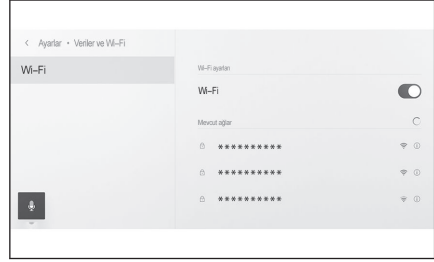 Ayarlar • Veriler ve Wi-Fi
Wi-Fi
Wi-Fi ayarları
Wi-Fi
Mevcut ağlar
**********
**********
**********